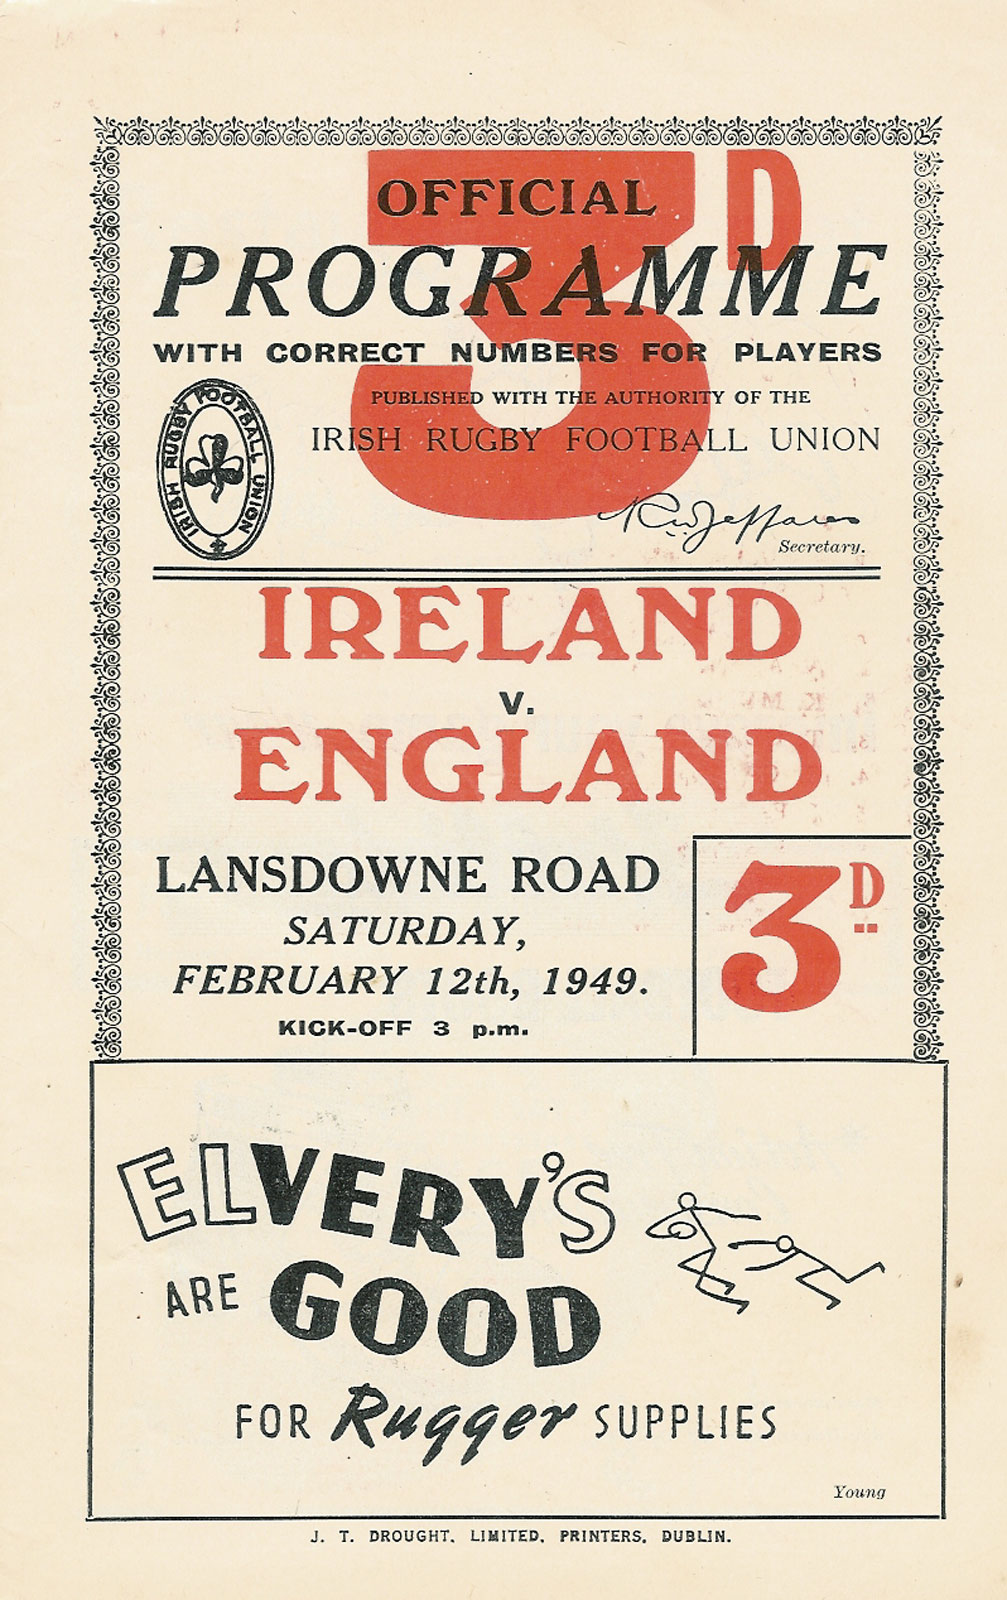 3D
OFFICIAL
PROGRAMME
WITH CORRECT NUMBERS FOR PLAYERS
PUBLISHED WITH THE AUTHORITY OF THE
IRISH RUGBY FOOTBALL UNION
IRISH RUGBY FOOTBALL UNION
R.W. Jeffares
Secretary.
IRELAND
v.
ENGLAND
LANSDOWNE ROAD
SATURDAY,
FEBRUARY 12th, 1949.
KICK-OFF 3 p.m.
3D
ELVERY'S
ARE GOOD
FOR Rugger SUPPLIES
Young
J. T. DROUGHT, LIMITED, PRINTERS, DUBLIN.